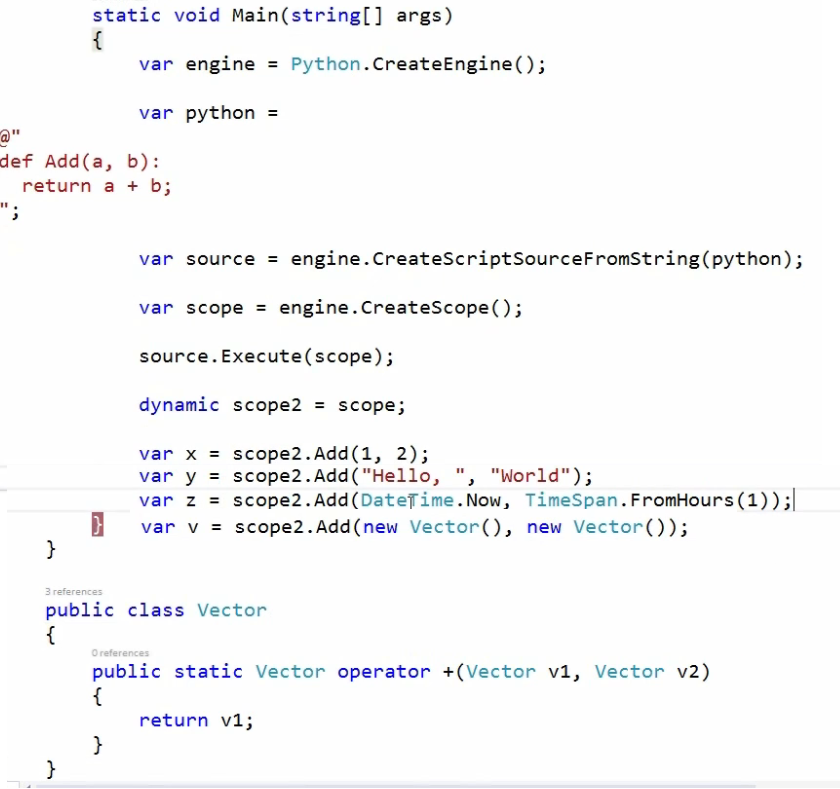 static void Main(string[] args)
{
var engine = Python.CreateEngine();
var python =
@"
def Add(a, b):
return a + b;
";
var source = engine.CreateScriptSourceFromString(python);
var scope = engine.CreateScope();
source.Execute(scope);
dynamic scope2 = scope;
var x = scope2.Add(1, 2);
var y = scope2.Add("Hello, ", "World");
var z = scope2.Add(DateTime.Now, TimeSpan.FromHours(1));
} var v = scope2.Add(new Vector(), new Vector());
}
3 references
public class Vector
{
0 references
public static Vector operator +(Vector v1, Vector v2)
{
return v1;
}
}